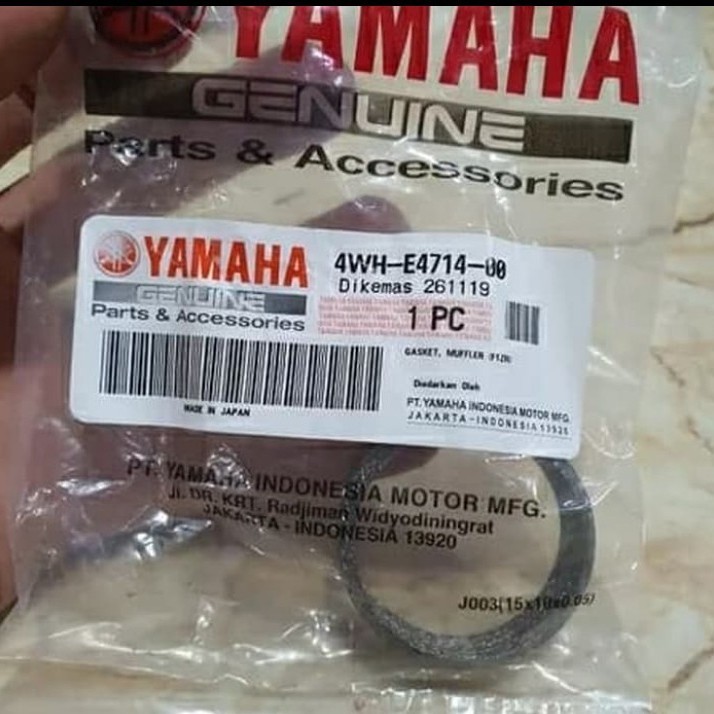 YAMAHA
GENUINE
Parts & Accessories
YAMAHA
GENUINE
Parts & Accessories
4WH-E4714-00
Dikemas 261119
1 PC
GASKET, MUFFLER (F1ZR)
MADE IN JAPAN
Diedarkan Oleh
PT. YAMAHA INDONESIA MOTOR MFG.
JAKARTA-INDONESIA 13920
PT. YAMAHA INDONESIA MOTOR MFG.
Jl. DR. KRT. Radjiman Widyodiningrat
JAKARTA - INDONESIA 13920
J003(15x10x0.05)